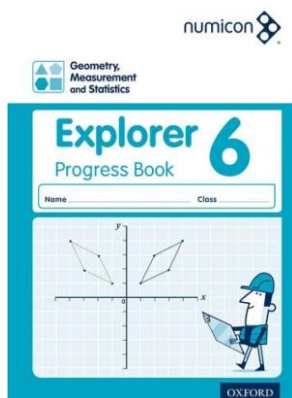 numicon
Geometry,
Measurement
and Statistics
Explorer 6
Progress Book
Name
Class
y
0
x
OXFORD